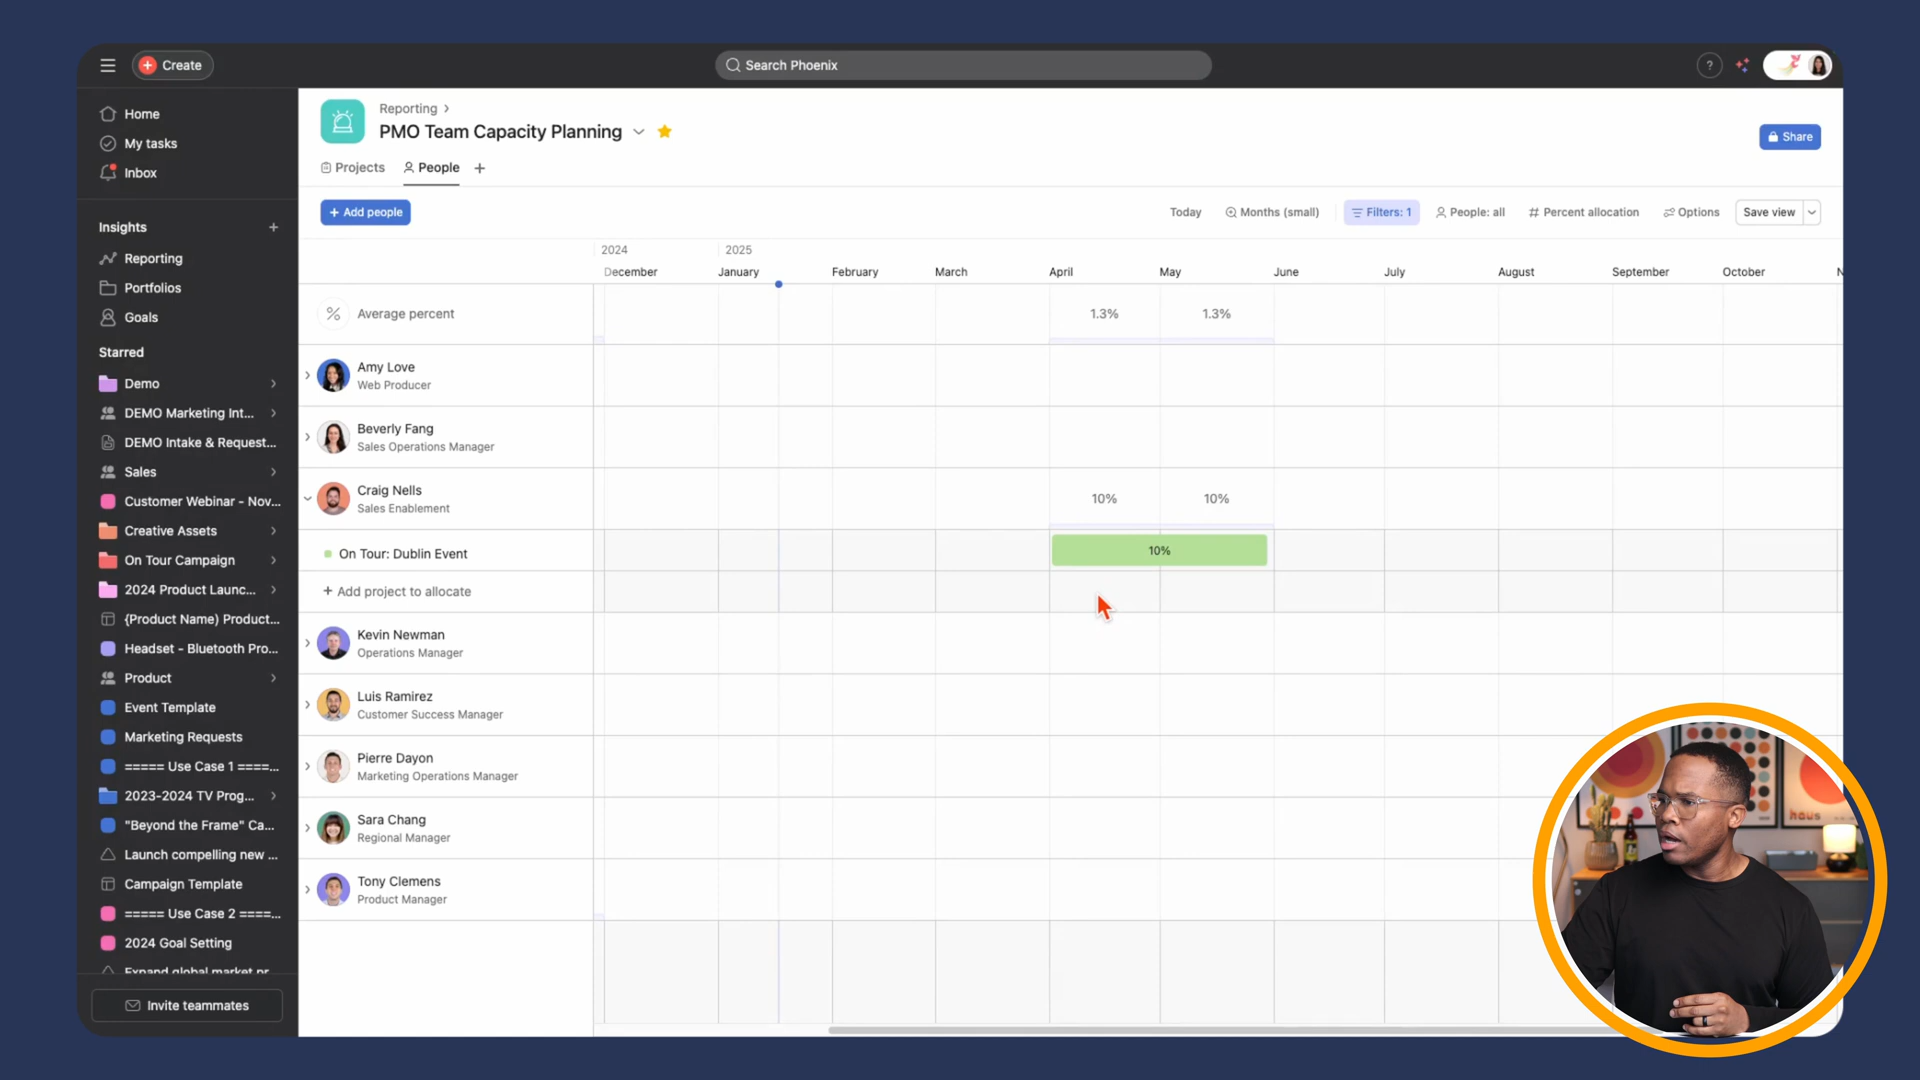 Create
Search Phoenix
?
Home
My tasks
Inbox
Insights
Reporting
Portfolios
Goals
Starred
Demo
DEMO Marketing Int...
DEMO Intake & Request...
Sales
Customer Webinar - Nov...
Creative Assets
On Tour Campaign
2024 Product Launc...
{Product Name) Product...
Headset - Bluetooth Pro...
Product
Event Template
Marketing Requests
===== Use Case 1 ====...
2023-2024 TV Prog...
"Beyond the Frame" Ca...
Launch compelling new ...
Campaign Template
===== Use Case 2 ====...
2024 Goal Setting
Expand global market pr
Invite teammates
Reporting
PMO Team Capacity Planning
Share
Projects People +
+ Add people
Today Months (small) Filters: 1 People: all # Percent allocation Options Save view
2024 2025
December January February March April May June July August September October
% Average percent 1.3% 1.3%
Amy Love
Web Producer
Beverly Fang
Sales Operations Manager
Craig Nells 10% 10%
Sales Enablement
On Tour: Dublin Event 10%
+ Add project to allocate
Kevin Newman
Operations Manager
Luis Ramirez
Customer Success Manager
Pierre Dayon
Marketing Operations Manager
Sara Chang
Regional Manager
Tony Clemens
Product Manager
haus